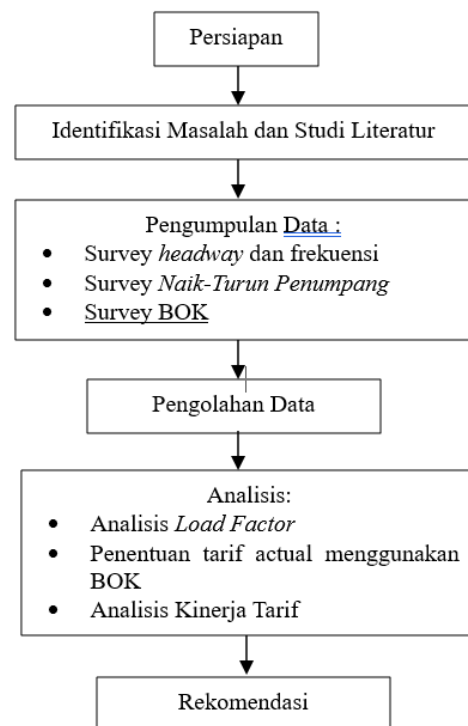 Persiapan
Identifikasi Masalah dan Studi Literatur
Pengumpulan Data :
• Survey headway dan frekuensi
• Survey Naik-Turun Penumpang
• Survey BOK
Pengolahan Data
Analisis:
• Analisis Load Factor
• Penentuan tarif actual menggunakan
BOK
• Analisis Kinerja Tarif
Rekomendasi